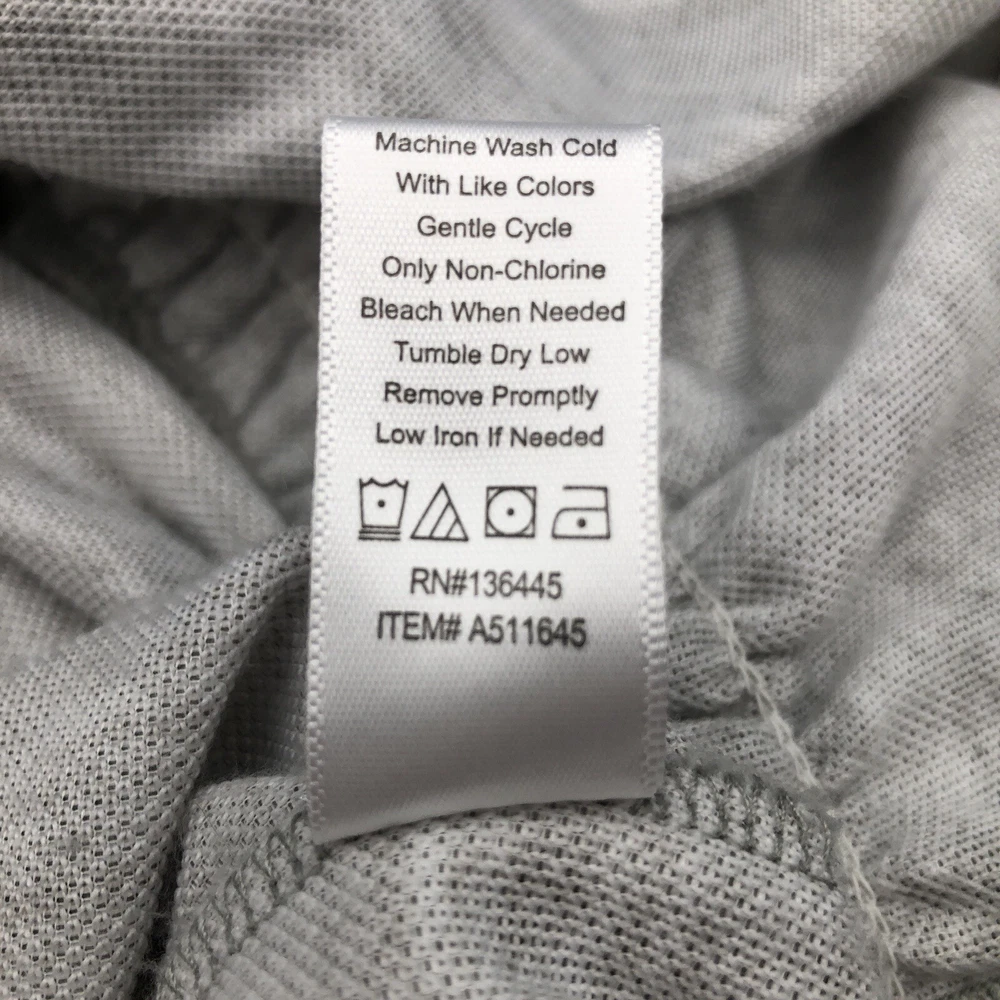 Machine Wash Cold
With Like Colors
Gentle Cycle
Only Non-Chlorine
Bleach When Needed
Tumble Dry Low
Remove Promptly
Low Iron If Needed
RN#136445
ITEM# A511645